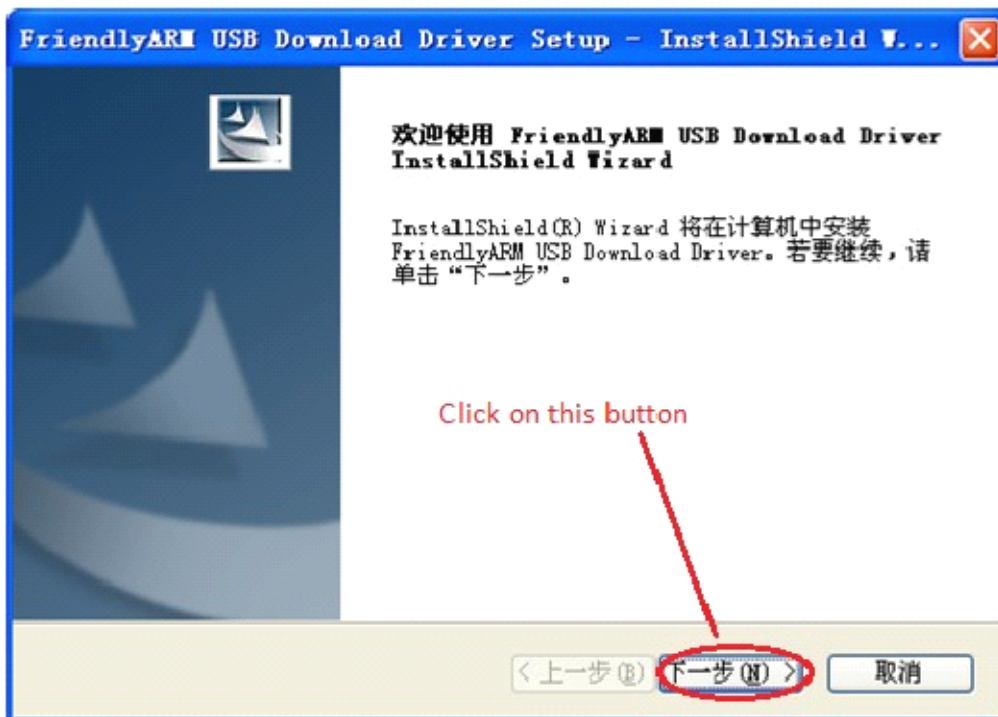 FriendlyARM USB Download Driver Setup - InstallShield W...
欢迎使用 FriendlyARM USB Download Driver
InstallShield Wizard
InstallShield(R) Wizard 将在计算机中安装
FriendlyARM USB Download Driver。若要继续，请
单击“下一步”。
Click on this button
< 上一步(B) 下一步(N) > 取消